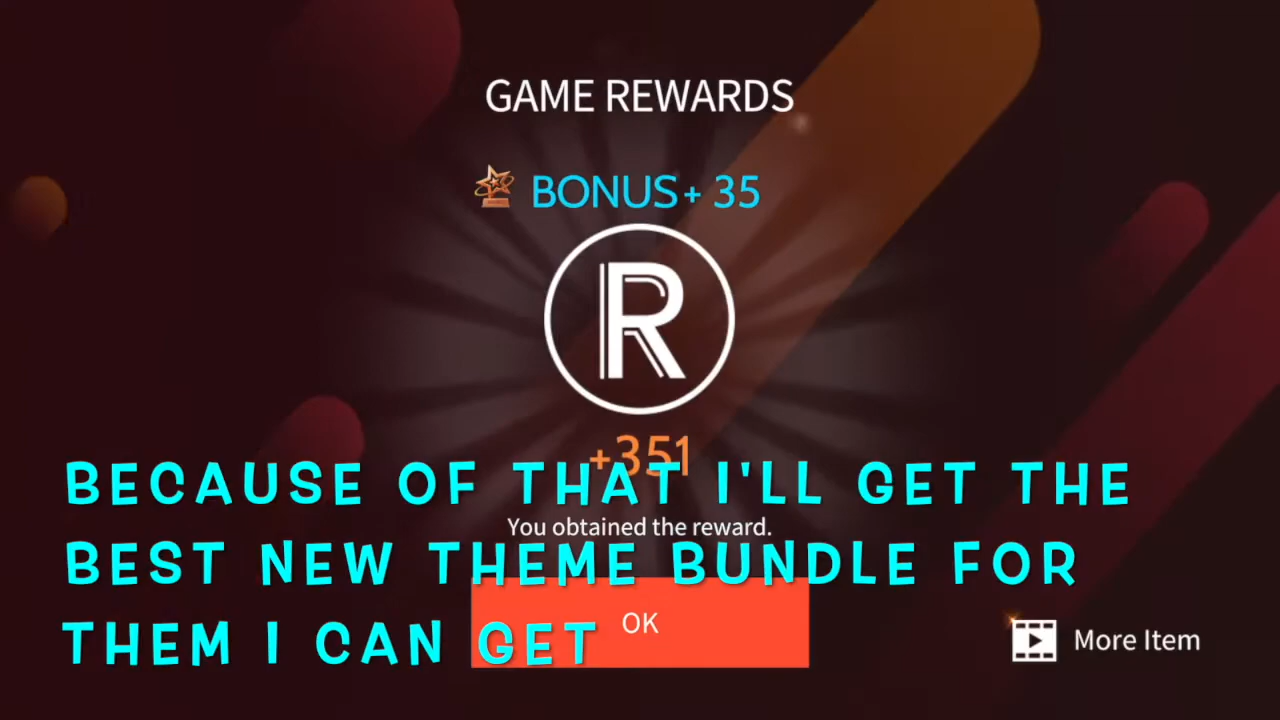 GAME REWARDS
BONUS+ 35
R
+351
BECAUSE OF THAT I'LL GET THE
You obtained the reward.
BEST NEW THEME BUNDLE FOR
OK
THEM I CAN GET
More Item